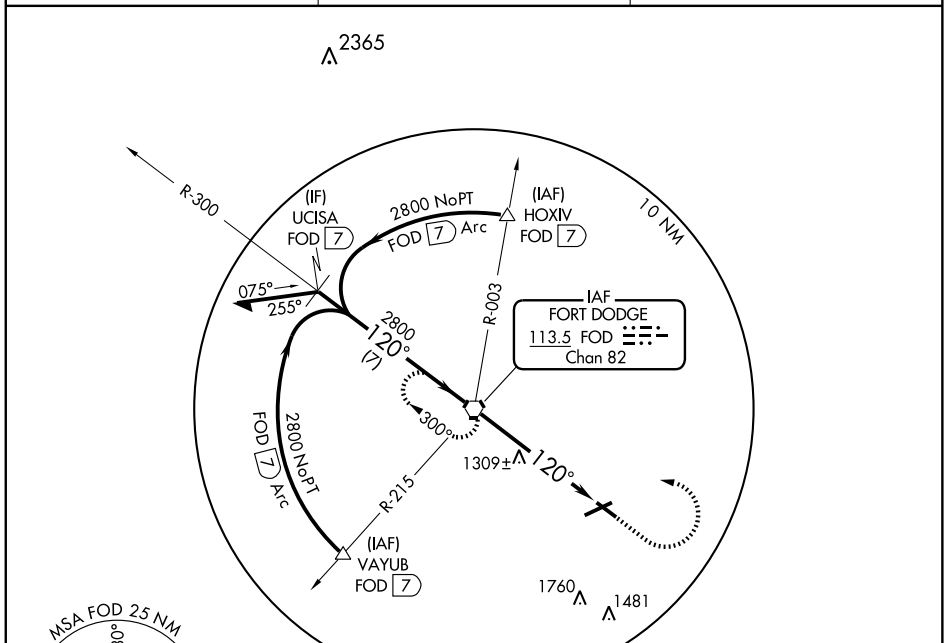 2365
R-300
(IF)
UCISA
FOD 7
2800 NoPT
FOD 7 Arc
(IAF)
HOXIV
FOD 7
10 NM
075°
255°
R-003
IAF
FORT DODGE
113.5 FOD
Chan 82
2800
120°
(7)
300°
2800 NoPT
FOD 7 Arc
1309±
120°
R-215
(IAF)
VAYUB
FOD 7
1760
1481
MSA FOD 25 NM